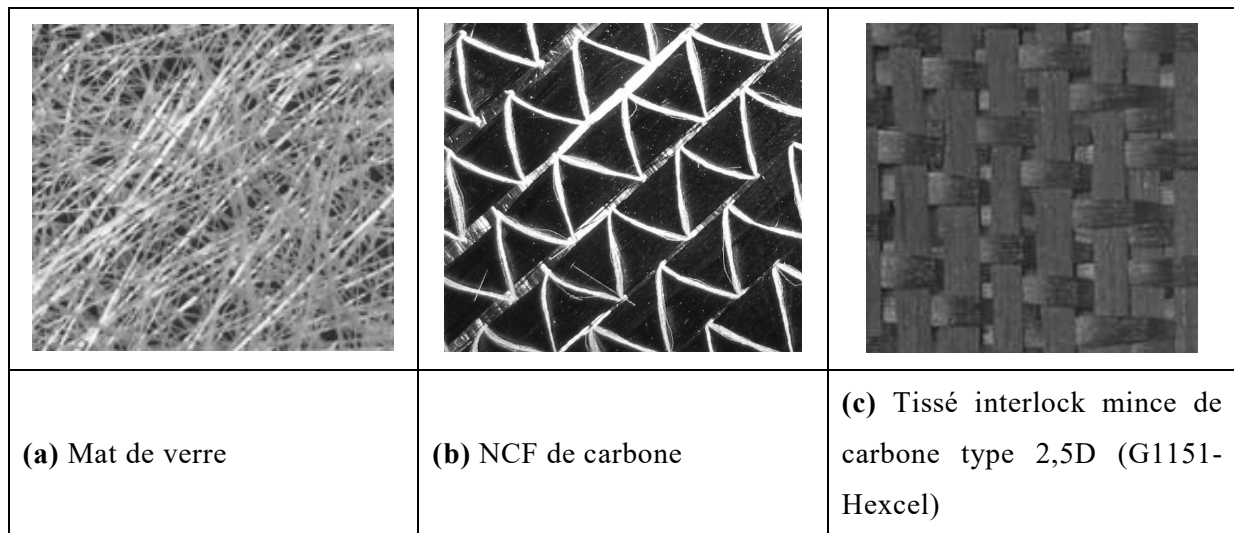 (a) Mat de verre
(b) NCF de carbone
(c) Tissé interlock mince de
carbone type 2,5D (G1151-
Hexcel)